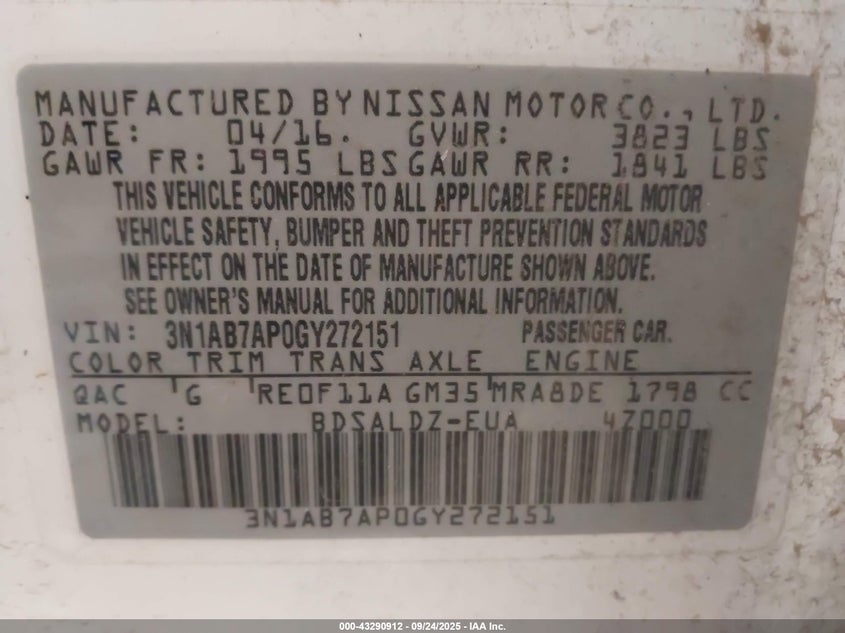 MANUFACTURED BY NISSAN MOTOR CO., LTD.
DATE: 04/16. GVWR: 3823 LBS
GAWR FR: 1995 LBS GAWR RR: 1841 LBS
THIS VEHICLE CONFORMS TO ALL APPLICABLE FEDERAL MOTOR
VEHICLE SAFETY, BUMPER AND THEFT PREVENTION STANDARDS
IN EFFECT ON THE DATE OF MANUFACTURE SHOWN ABOVE.
SEE OWNER'S MANUAL FOR ADDITIONAL INFORMATION.
VIN: 3N1AB7AP0GY272151 PASSENGER CAR.
COLOR TRIM TRANS AXLE ENGINE
QAC G RE0F11A GM35 MRA8DE 1798 CC
MODEL: BDSALDZ-EUA 4Z000
3N1AB7AP0GY272151
000-43290912 - 09/24/2025 - IAA Inc.